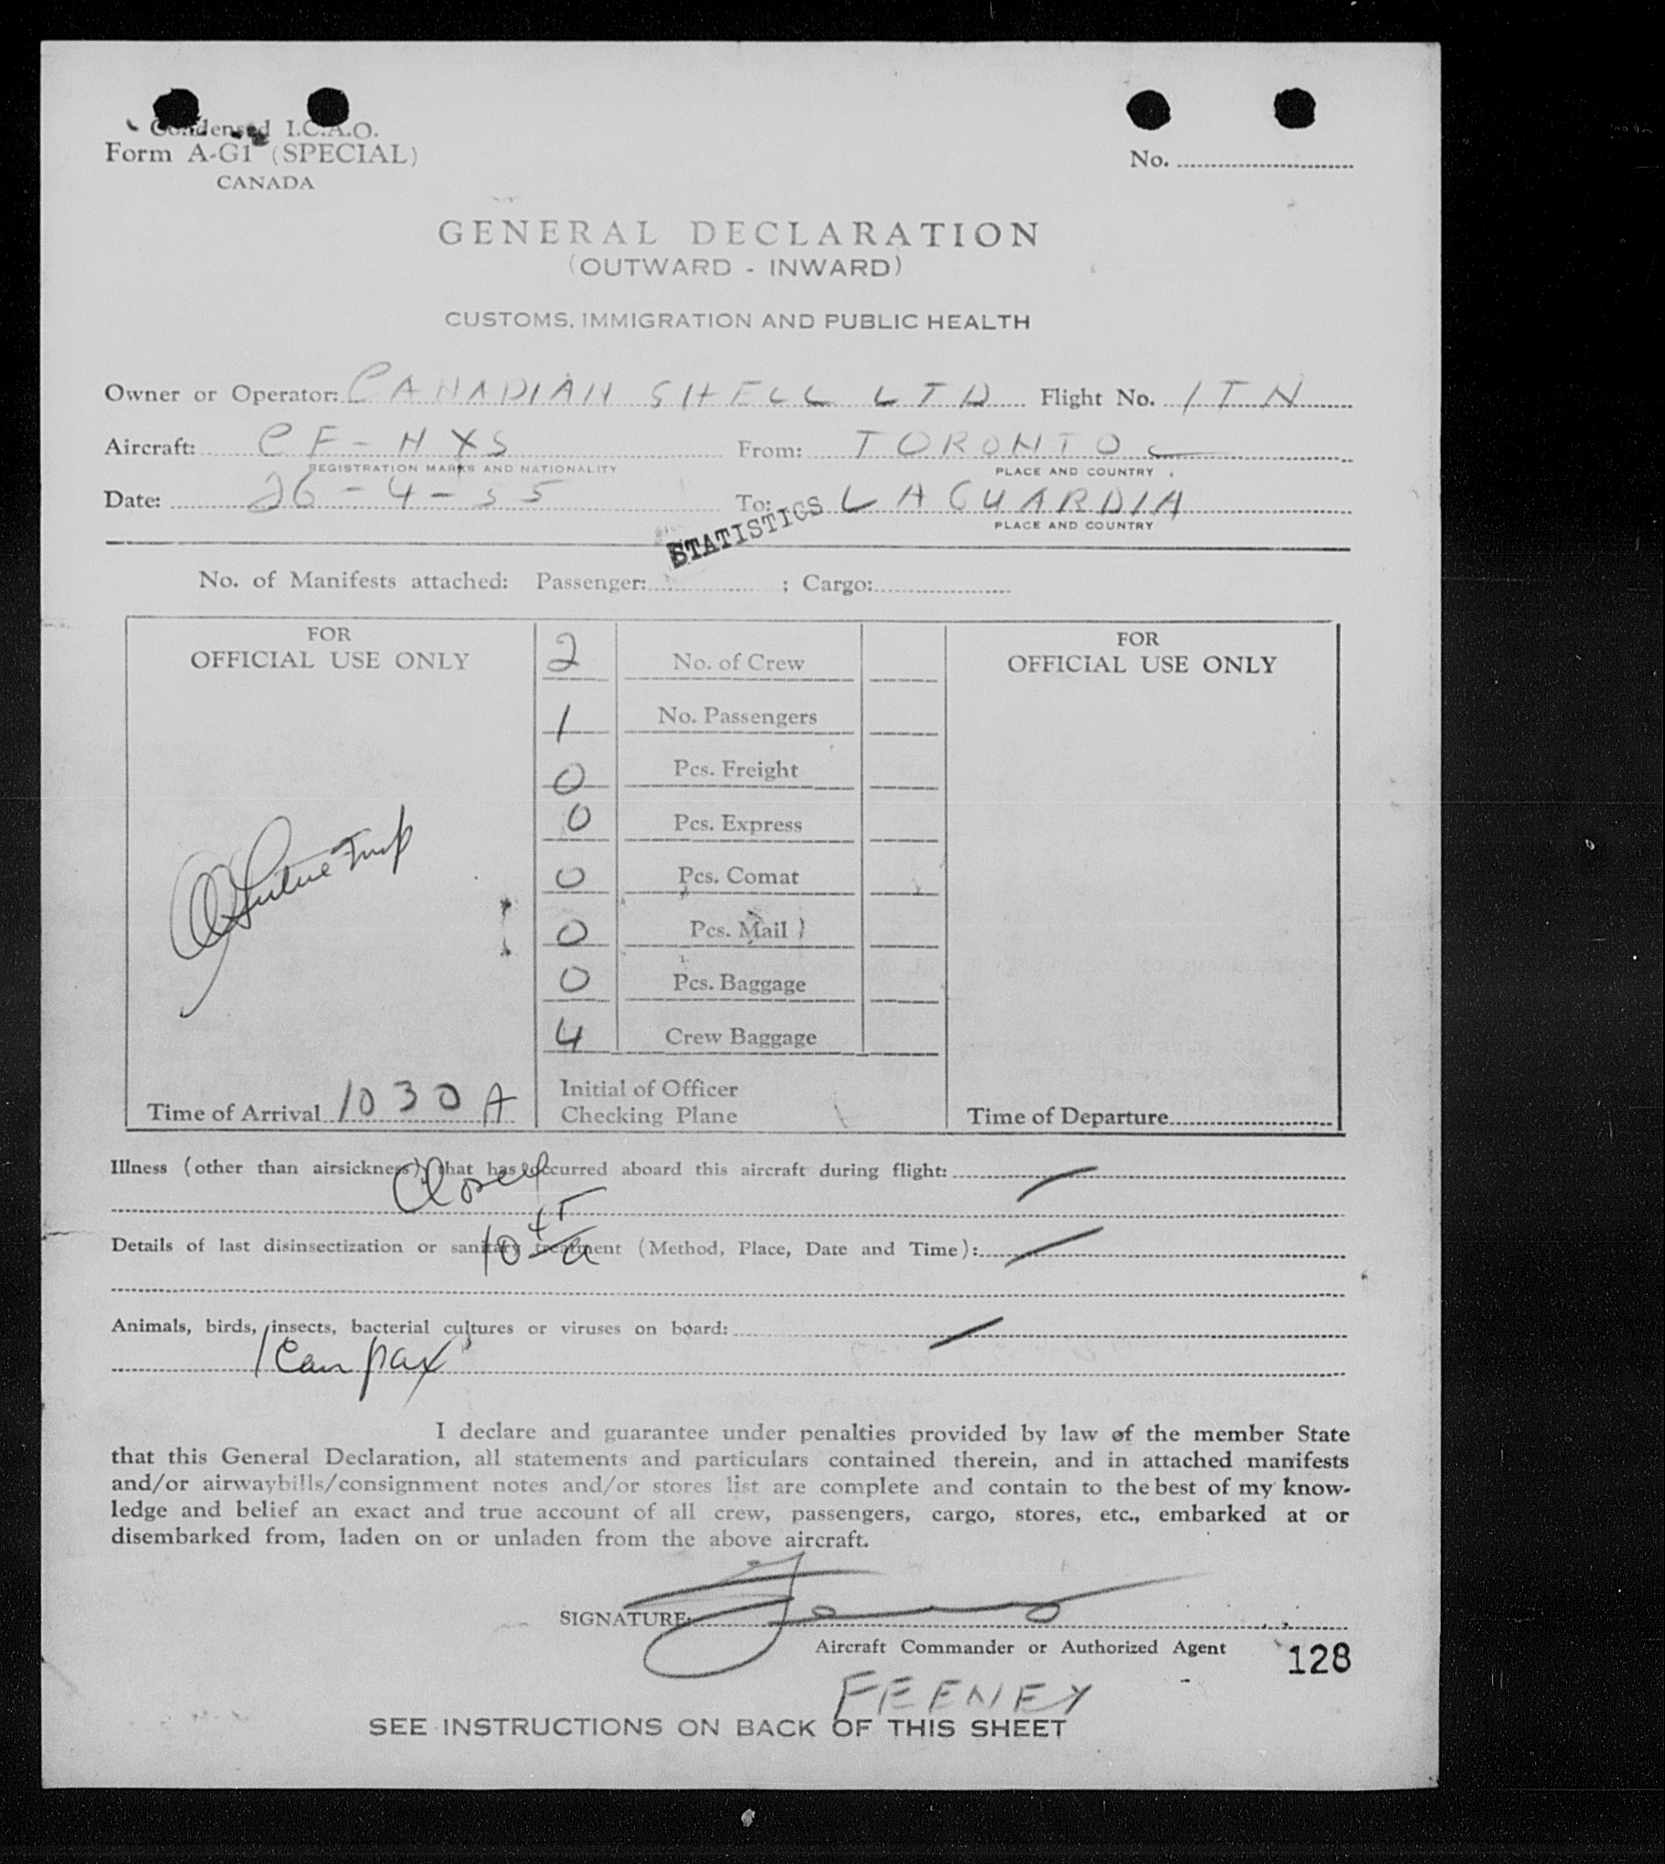 Condensed I.C.A.O.
Form A-G1 (SPECIAL)
CANADA
No.
GENERAL DECLARATION
(OUTWARD - INWARD)
CUSTOMS, IMMIGRATION AND PUBLIC HEALTH
Owner or Operator: CANADIAN SHELL LTD Flight No. ITN
Aircraft: CF-NXS From: TORONTO
REGISTRATION MARKS AND NATIONALITY PLACE AND COUNTRY
Date: 26-4-55 To: LAGUARDIA
PLACE AND COUNTRY
STATISTICS
No. of Manifests attached: Passenger: ; Cargo:
FOR
OFFICIAL USE ONLY
2 No. of Crew
1 No. Passengers
0 Pcs. Freight
0 Pcs. Express
0 Pcs. Comat
0 Pcs. Mail
0 Pcs. Baggage
4 Crew Baggage
Time of Arrival 1030 A
Initial of Officer
Checking Plane
FOR
OFFICIAL USE ONLY
Time of Departure
Illness (other than airsickness) that has occurred aboard this aircraft during flight:
Closed
Details of last disinsectization or sanitary treatment (Method, Place, Date and Time):
10 45/a
Animals, birds, insects, bacterial cultures or viruses on board:
1 Can pax
I declare and guarantee under penalties provided by law of the member State
that this General Declaration, all statements and particulars contained therein, and in attached manifests
and/or airwaybills/consignment notes and/or stores list are complete and contain to the best of my know-
ledge and belief an exact and true account of all crew, passengers, cargo, stores, etc., embarked at or
disembarked from, laden on or unladen from the above aircraft.
SIGNATURE:
Aircraft Commander or Authorized Agent
128
FEENEY
SEE INSTRUCTIONS ON BACK OF THIS SHEET